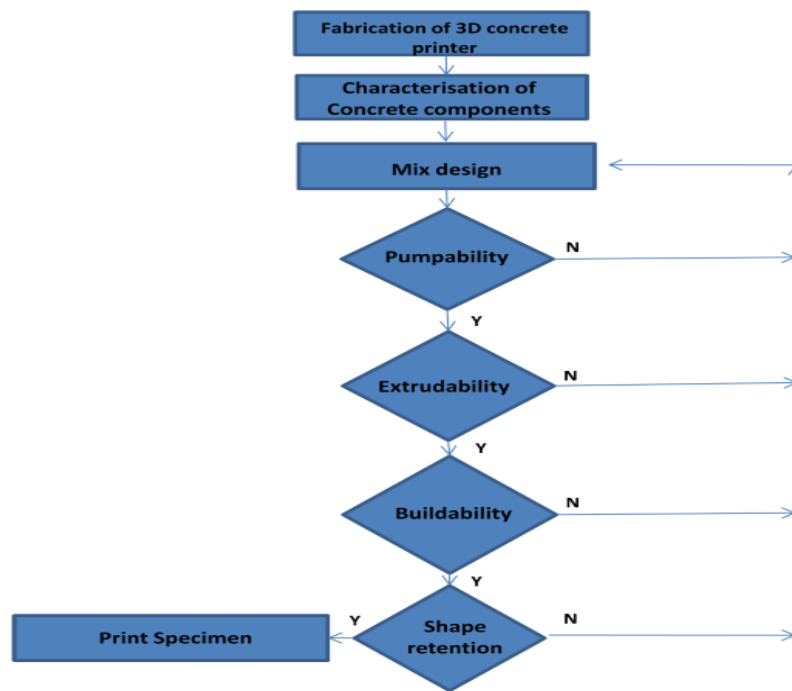 Fabrication of 3D concrete
printer
Characterisation of
Concrete components
Mix design
Pumpability
N
Y
Extrudability
N
Y
Buildability
N
Y
Print Specimen
Y
Shape
retention
N